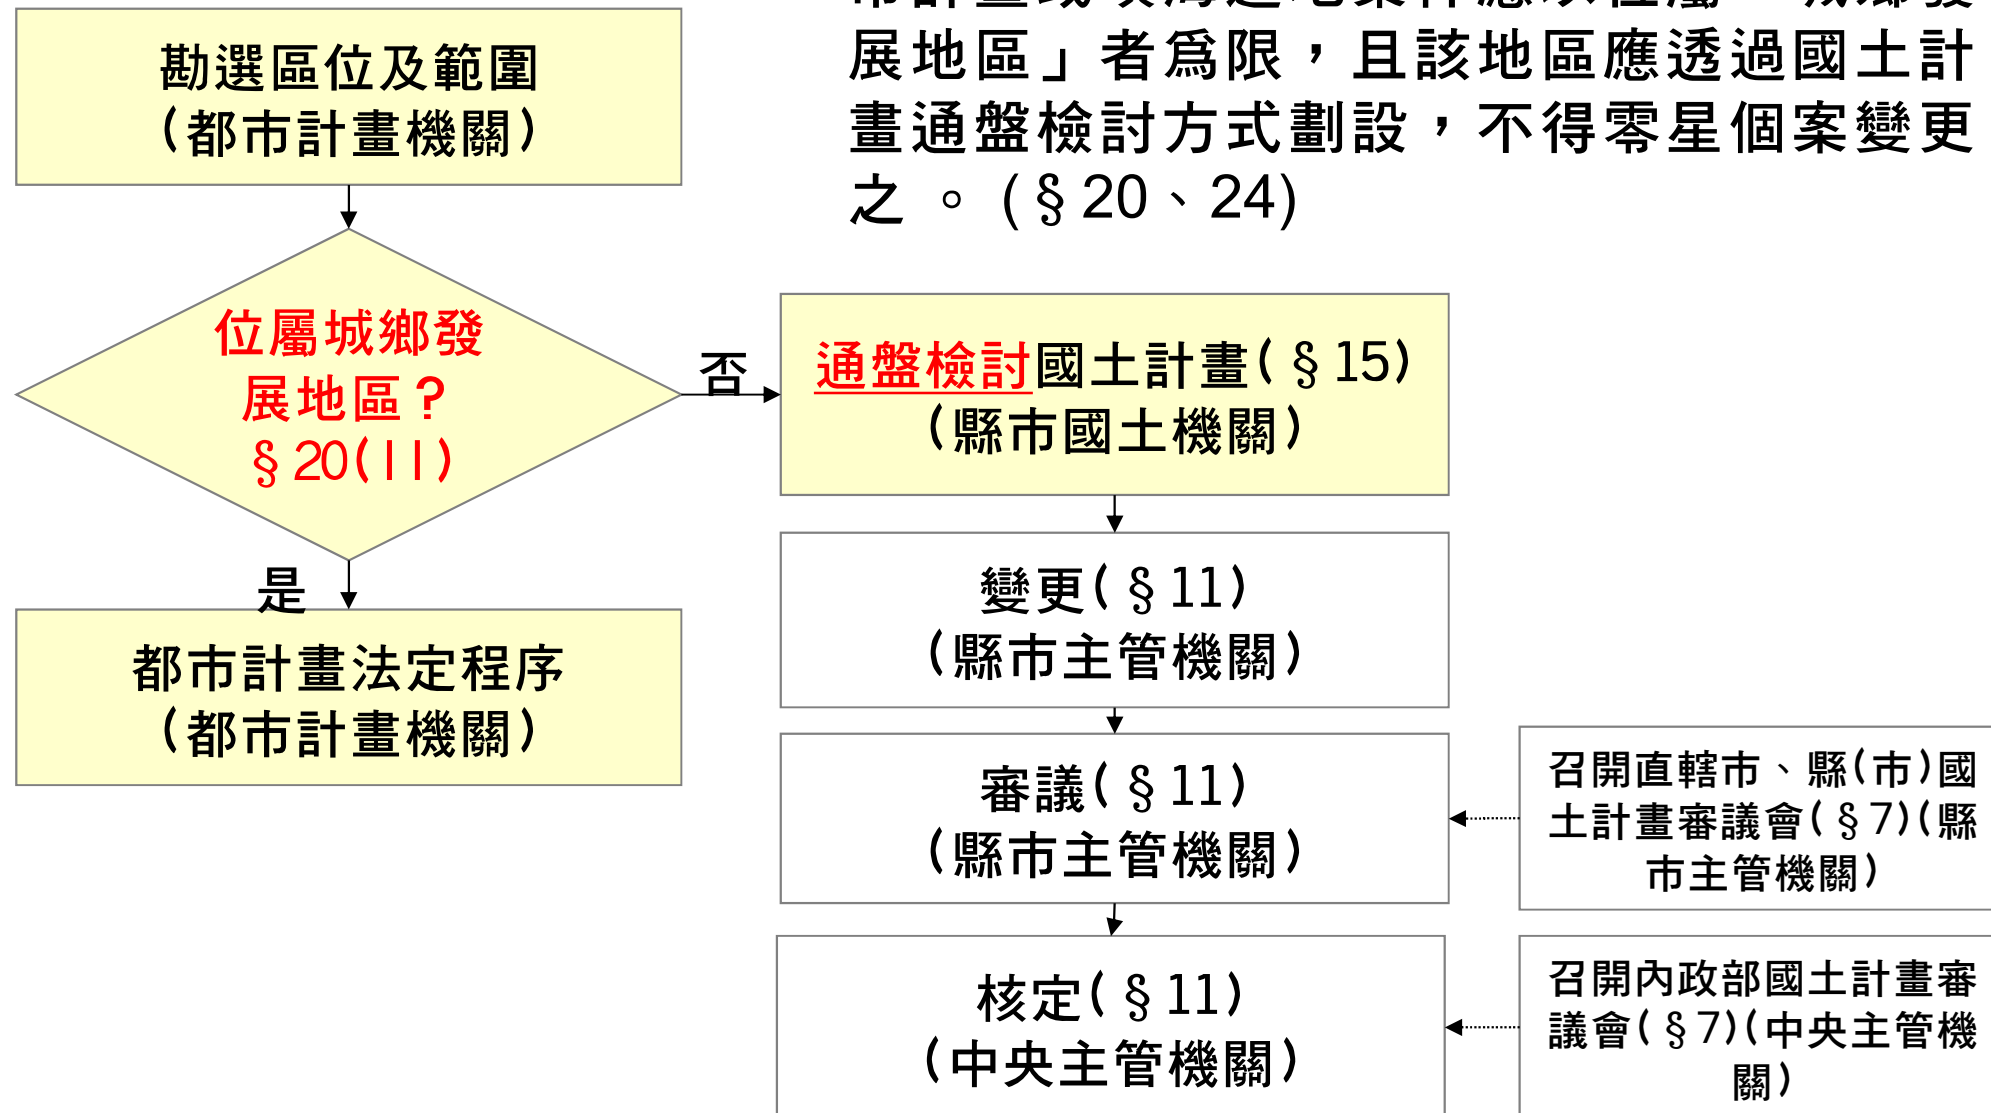 勘選區位及範圍
(都市計畫機關)
展地區」者為限，且該地區應透過國土計
畫通盤檢討方式劃設，不得零星個案變更
之。(§20、24)
位屬城鄉發
展地區？
§20(II)
否
是
都市計畫法定程序
(都市計畫機關)
通盤檢討國土計畫(§15)
(縣市國土機關)
變更(§11)
(縣市主管機關)
審議(§11)
(縣市主管機關)
召開直轄市、縣(市)國
土計畫審議會(§7)(縣
市主管機關)
核定(§11)
(中央主管機關)
召開內政部國土計畫審
議會(§7)(中央主管機
關)